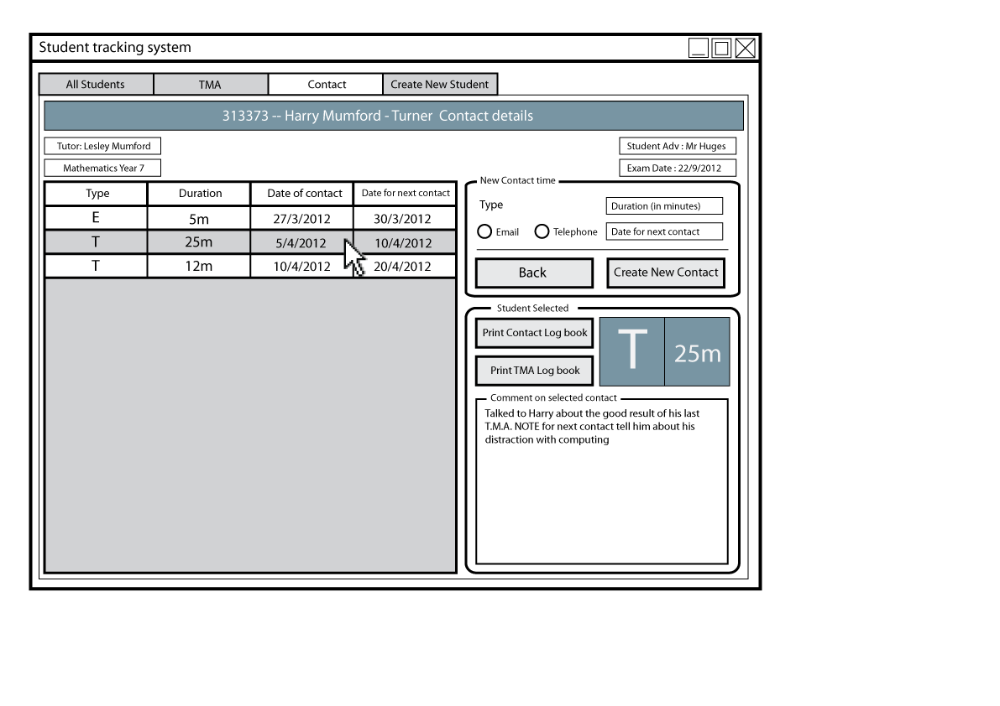 Student tracking system
All Students
TMA
Contact
Create New Student
313373 -- Harry Mumford - Turner  Contact details
Tutor: Lesley Mumford
Mathematics Year 7
Student Adv : Mr Huges
Exam Date : 22/9/2012
Type
Duration
Date of contact
Date for next contact
E
5m
27/3/2012
30/3/2012
T
25m
5/4/2012
10/4/2012
T
12m
10/4/2012
20/4/2012
New Contact time
Type
Duration (in minutes)
Email
Telephone
Date for next contact
Back
Create New Contact
Student Selected
Print Contact Log book
Print TMA Log book
T
25m
Comment on selected contact
Talked to Harry about the good result of his last
T.M.A. NOTE for next contact tell him about his
distraction with computing